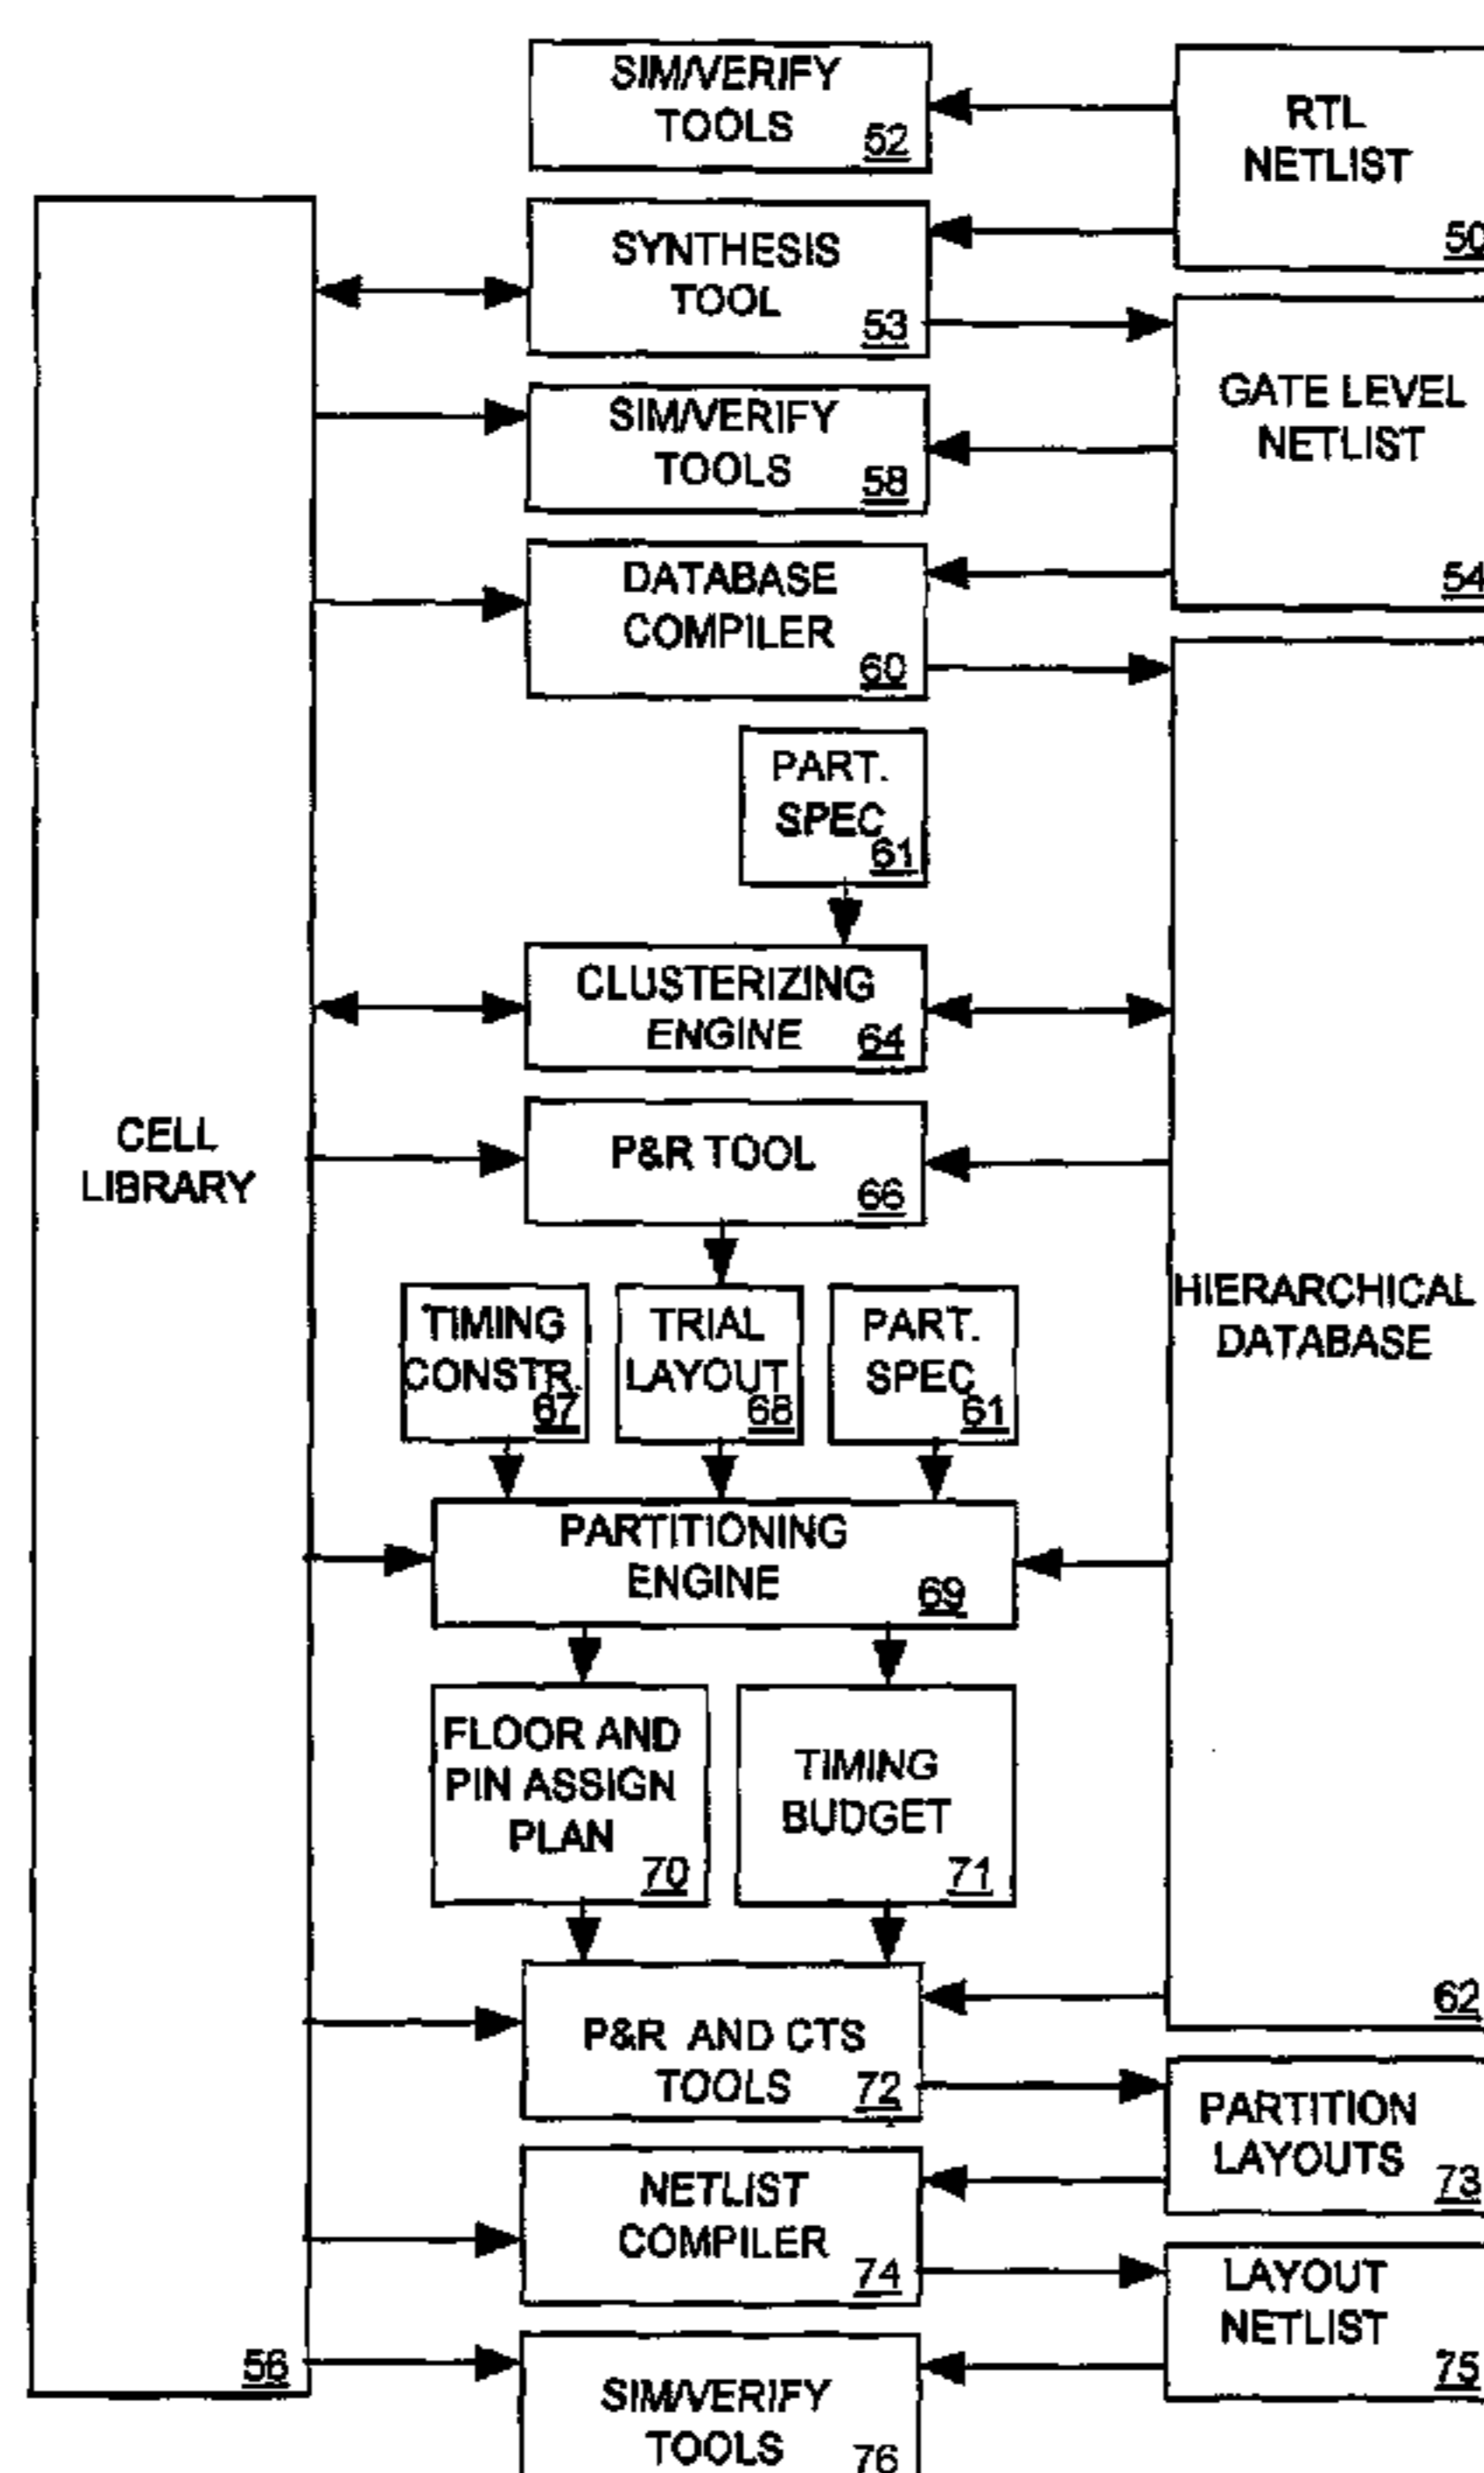 SIM/VERIFY
TOOLS
52
RTL
NETLIST
50
SYNTHESIS
TOOL
53
GATE LEVEL
NETLIST
54
SIM/VERIFY
TOOLS
58
DATABASE
COMPILER
60
PART.
SPEC
61
CLUSTERIZING
ENGINE
64
CELL
LIBRARY
56
P&R TOOL
66
HIERARCHICAL
DATABASE
62
TIMING
CONSTR.
67
TRIAL
LAYOUT
68
PART.
SPEC
61
PARTITIONING
ENGINE
69
FLOOR AND
PIN ASSIGN
PLAN
70
TIMING
BUDGET
71
P&R AND CTS
TOOLS
72
PARTITION
LAYOUTS
73
NETLIST
COMPILER
74
LAYOUT
NETLIST
75
SIM/VERIFY
TOOLS
76